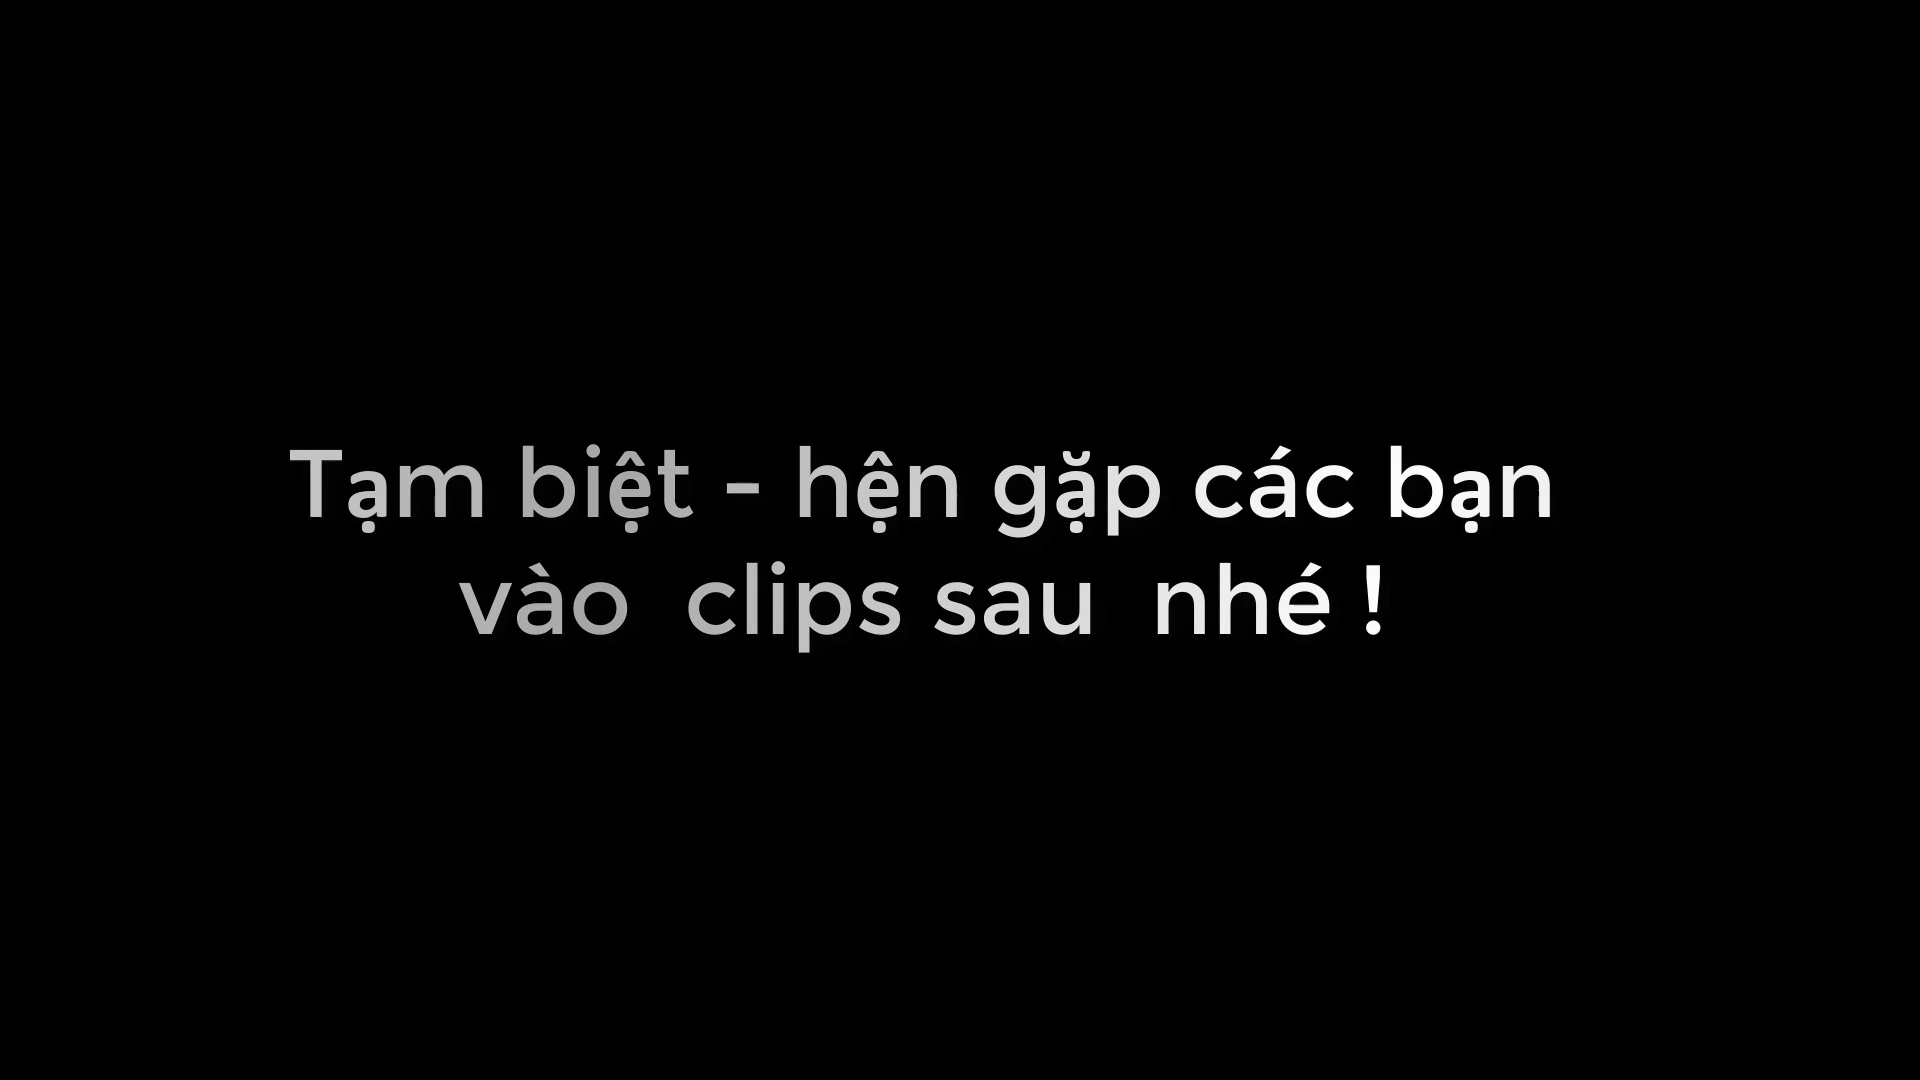 Tạm biệt - hện gặp các bạn
vào clips sau nhé !